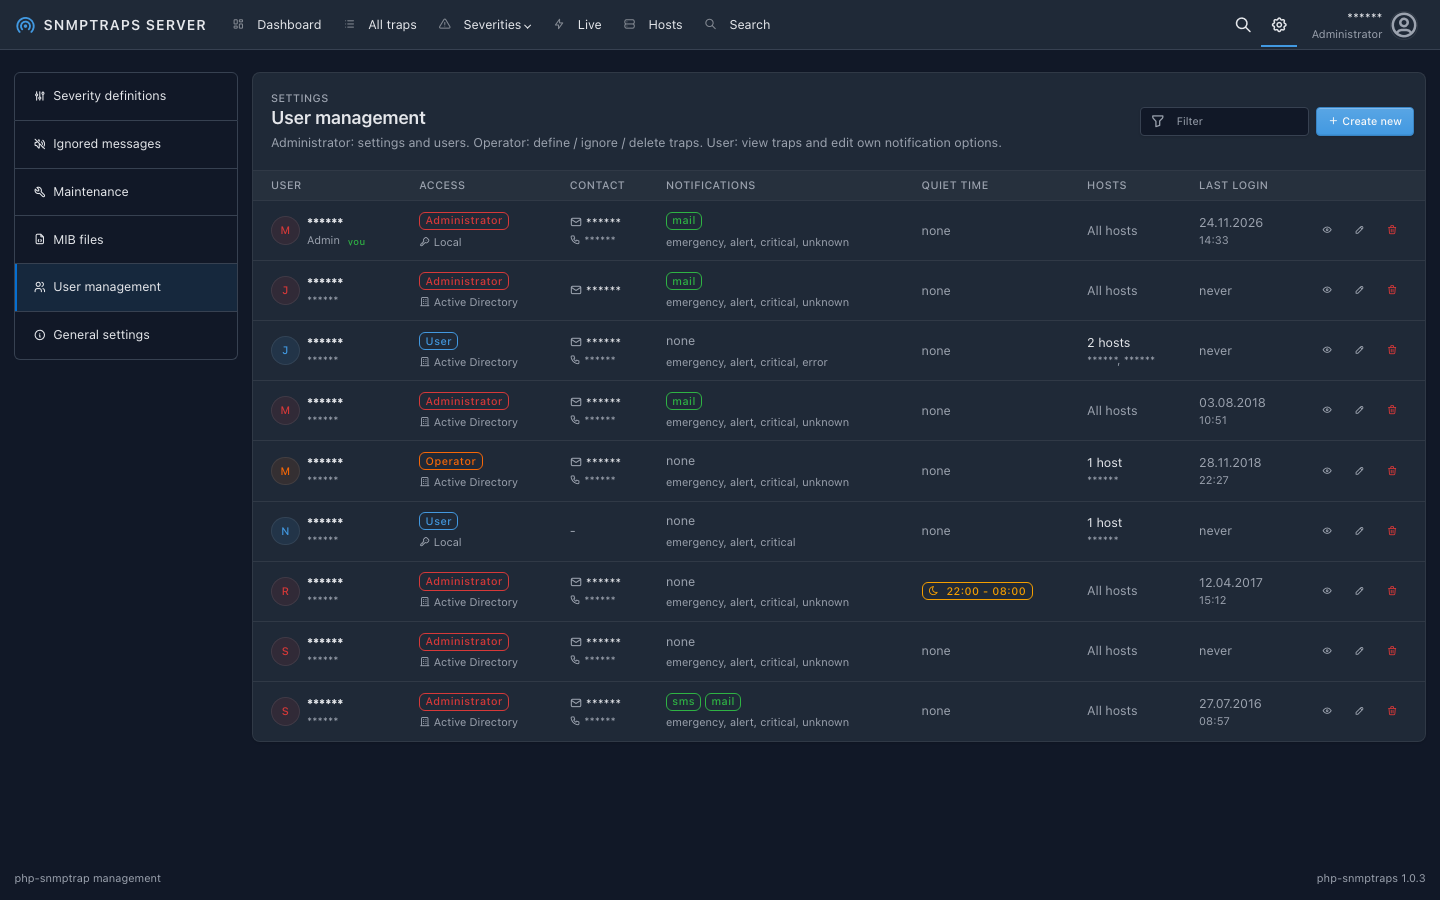 SNMPTRAPS SERVER Dashboard All traps Severities Live Hosts Search ****** Administrator
Severity definitions
Ignored messages
Maintenance
MIB files
User management
General settings
SETTINGS
User management
Administrator: settings and users. Operator: define / ignore / delete traps. User: view traps and edit own notification options.
Filter + Create new
USER ACCESS CONTACT NOTIFICATIONS QUIET TIME HOSTS LAST LOGIN
M ****** Administrator ****** mail none All hosts 24.11.2026
Admin you Local ****** emergency, alert, critical, unknown 14:33
J ****** Administrator ****** mail none All hosts never
****** Active Directory emergency, alert, critical, unknown
J ****** User ****** none none 2 hosts never
****** Active Directory ****** emergency, alert, critical, error ******, ******
M ****** Administrator ****** mail none All hosts 03.08.2018
****** Active Directory ****** emergency, alert, critical, unknown 10:51
M ****** Operator ****** none none 1 host 28.11.2018
****** Active Directory ****** emergency, alert, critical, unknown ****** 22:27
N ****** User - none none 1 host never
****** Local emergency, alert, critical ******
R ****** Administrator ****** none 22:00 - 08:00 All hosts 12.04.2017
****** Active Directory ****** emergency, alert, critical, unknown 15:12
S ****** Administrator ****** none none All hosts never
****** Active Directory ****** emergency, alert, critical, unknown
S ****** Administrator ****** sms mail none All hosts 27.07.2016
****** Active Directory ****** emergency, alert, critical, unknown 08:57
php-snmptrap management php-snmptraps 1.0.3